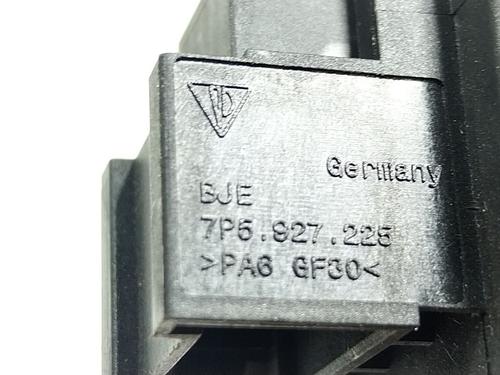 Germany
BJE
7P5.927.225
>PA6 GF30<